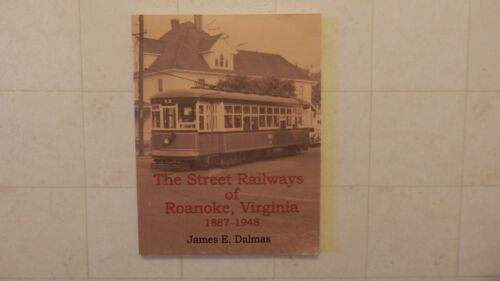 The Street Railways
of
Roanoke, Virginia
1887-1948
James E. Dalmas